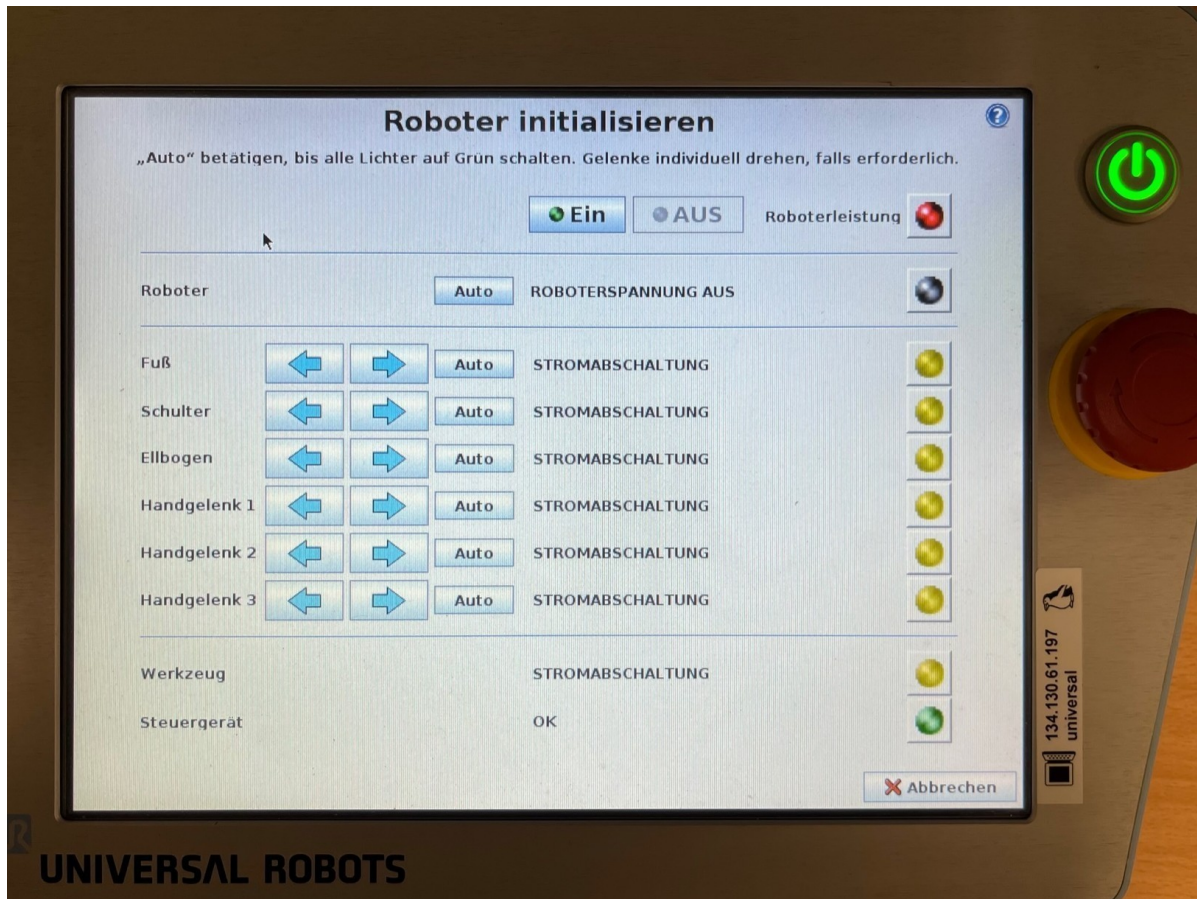 Roboter initialisieren
„Auto“ betätigen, bis alle Lichter auf Grün schalten. Gelenke individuell drehen, falls erforderlich.
Ein AUS Roboterleistung
Roboter Auto ROBOTERSPANNUNG AUS
Fuß Auto STROMABSCHALTUNG
Schulter Auto STROMABSCHALTUNG
Ellbogen Auto STROMABSCHALTUNG
Handgelenk 1 Auto STROMABSCHALTUNG
Handgelenk 2 Auto STROMABSCHALTUNG
Handgelenk 3 Auto STROMABSCHALTUNG
Werkzeug STROMABSCHALTUNG
Steuergerät OK
Abbrechen
134.130.61.197
universal
R
UNIVERSAL ROBOTS